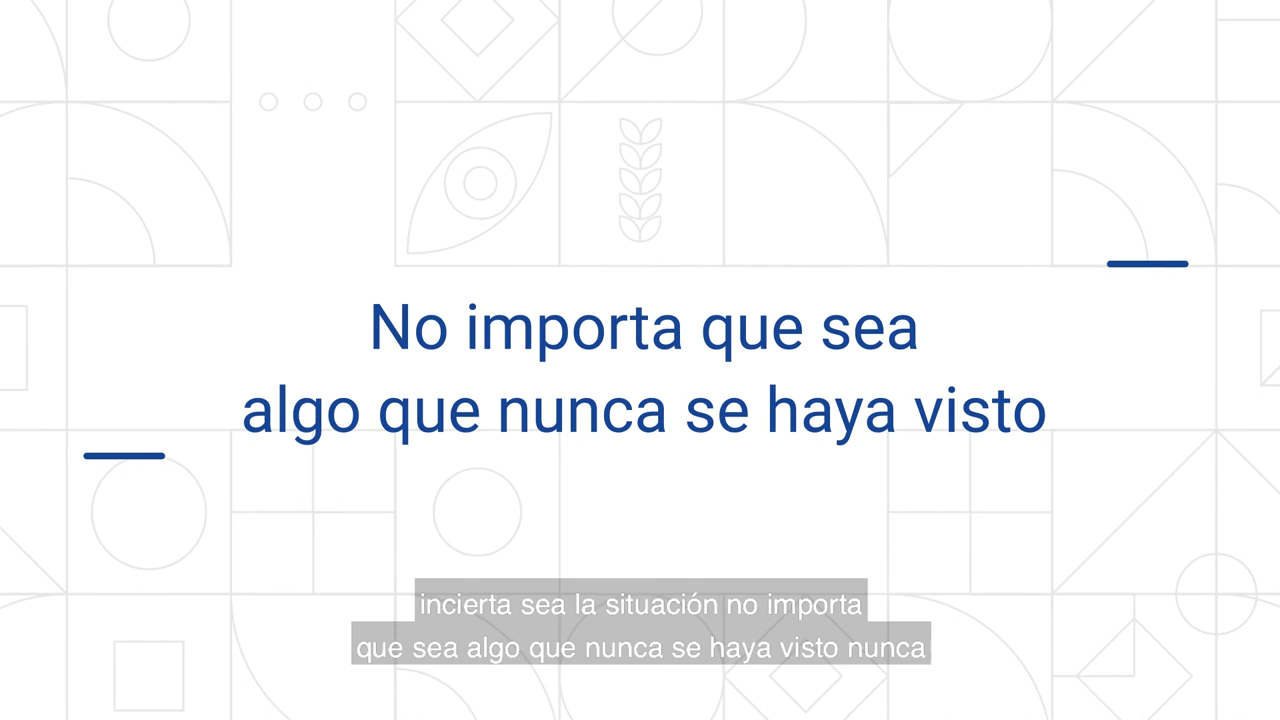 No importa que sea
algo que nunca se haya visto
incierta sea la situación no importa
que sea algo que nunca se haya visto nunca